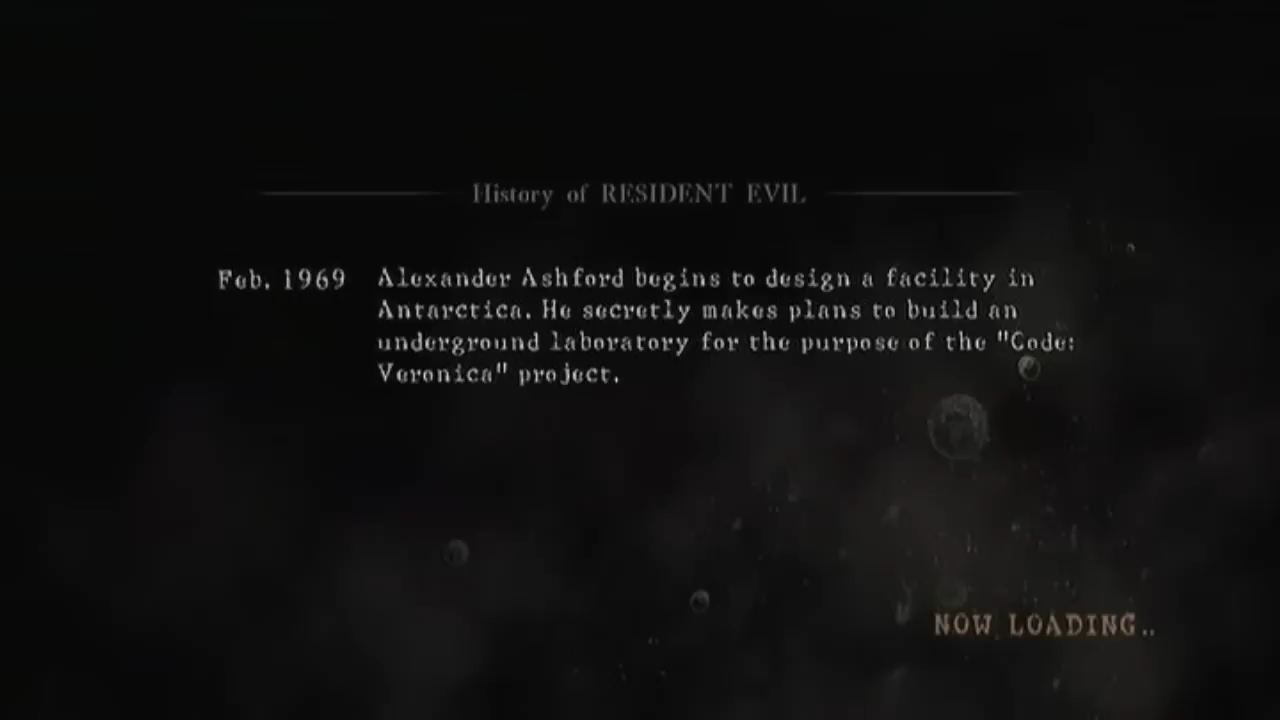 History of RESIDENT EVIL
Feb. 1969 Alexander Ashford begins to design a facility in
Antarctica. He secretly makes plans to build an
underground laboratory for the purpose of the "Code:
Veronica" project.
NOW LOADING..